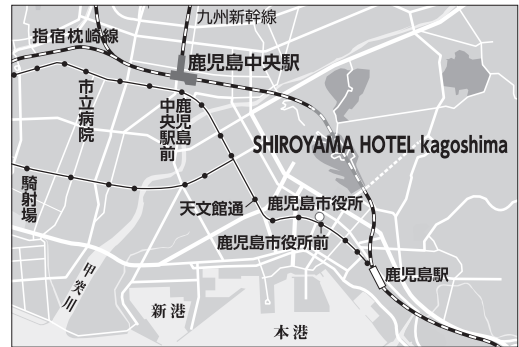 九州新幹線
指宿枕崎線
鹿児島中央駅
市立病院
鹿児島
中央駅前
SHIROYAMA HOTEL kagoshima
騎射場
天文館通
鹿児島市役所
鹿児島市役所前
甲突川
鹿児島駅
新港
本港